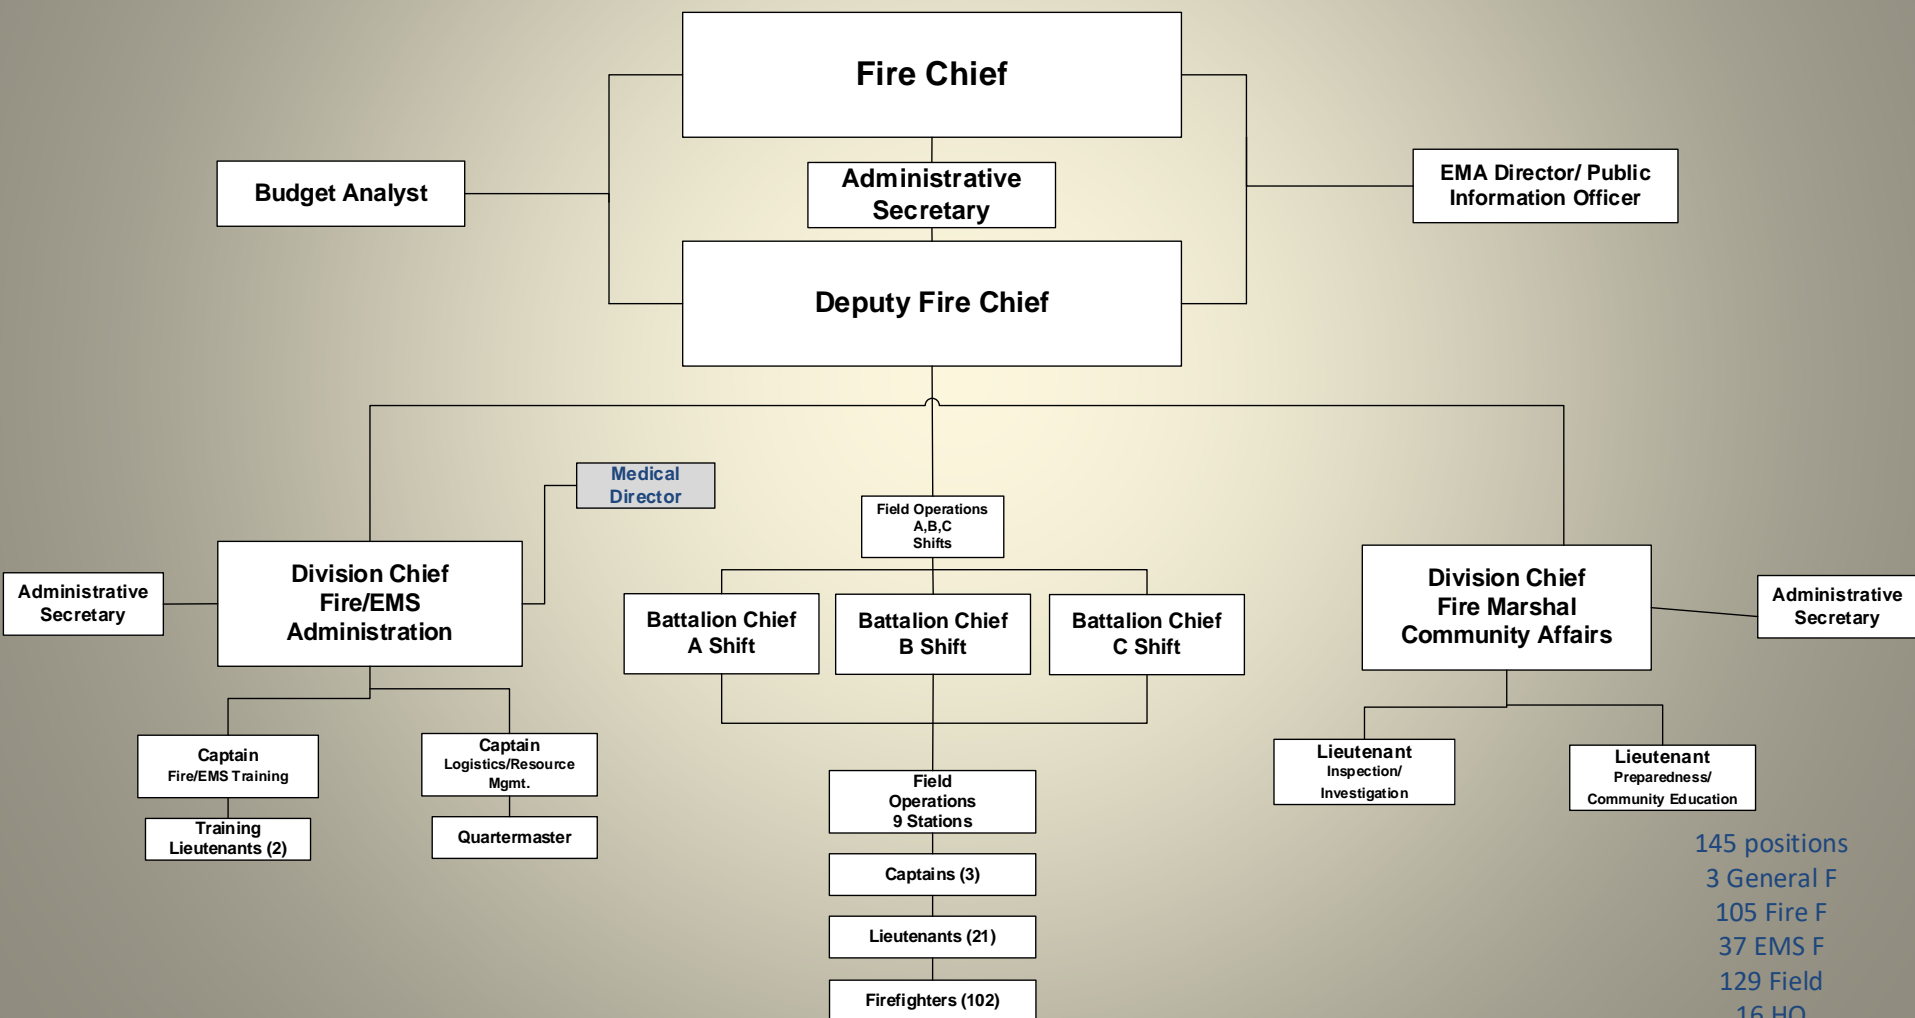 Fire Chief
Budget Analyst
Administrative
Secretary
EMA Director/ Public
Information Officer
Deputy Fire Chief
Medical
Director
Field Operations
A,B,C
Shifts
Administrative
Secretary
Division Chief
Fire/EMS
Administration
Battalion Chief
A Shift
Battalion Chief
B Shift
Battalion Chief
C Shift
Division Chief
Fire Marshal
Community Affairs
Administrative
Secretary
Captain
Fire/EMS Training
Captain
Logistics/Resource
Mgmt.
Training
Lieutenants (2)
Quartermaster
Field
Operations
9 Stations
Captains (3)
Lieutenants (21)
Firefighters (102)
Lieutenant
Inspection/
Investigation
Lieutenant
Preparedness/
Community Education
145 positions
3 General F
105 Fire F
37 EMS F
129 Field
16 HQ